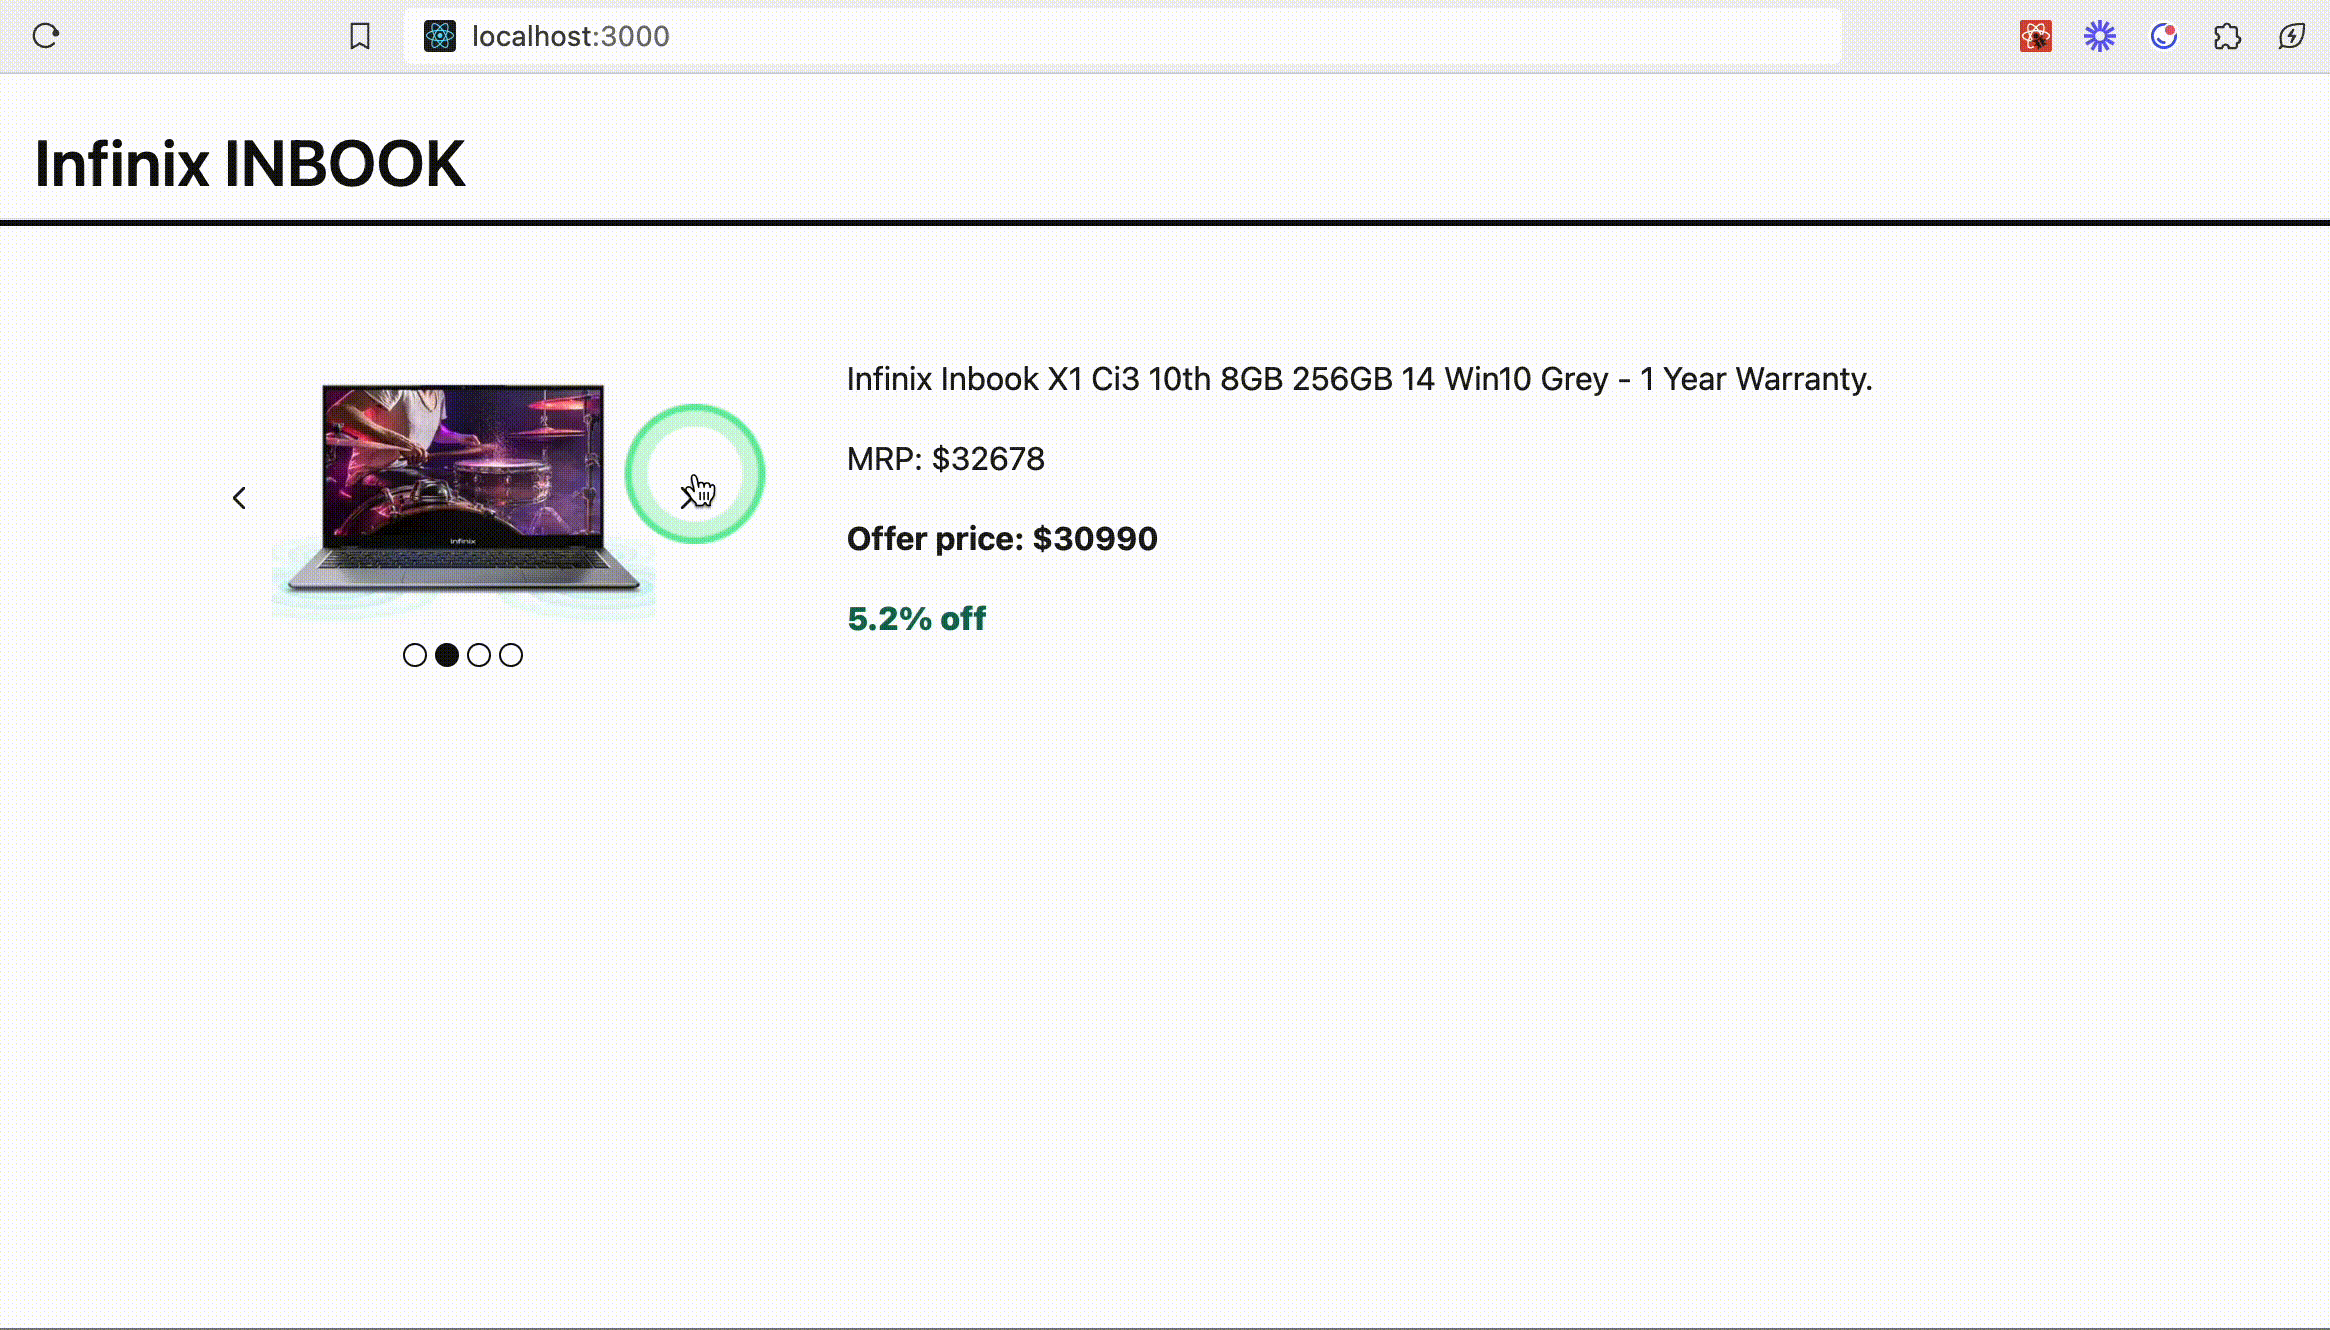 localhost:3000
Infinix INBOOK
Infinix Inbook X1 Ci3 10th 8GB 256GB 14 Win10 Grey - 1 Year Warranty.
MRP: $32678
Offer price: $30990
5.2% off
Infinix